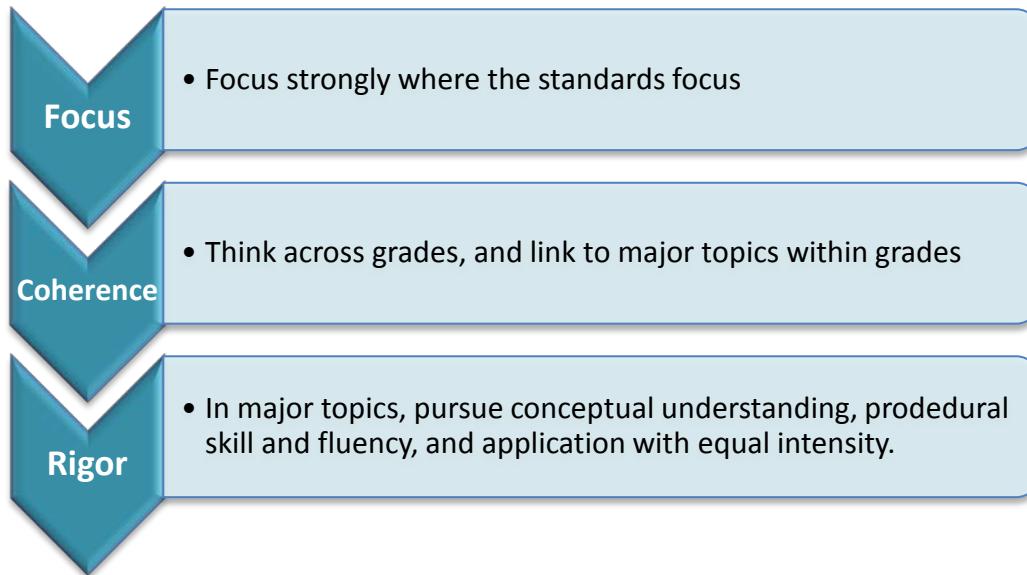 Focus
• Focus strongly where the standards focus
Coherence
• Think across grades, and link to major topics within grades
Rigor
• In major topics, pursue conceptual understanding, prodedural
skill and fluency, and application with equal intensity.